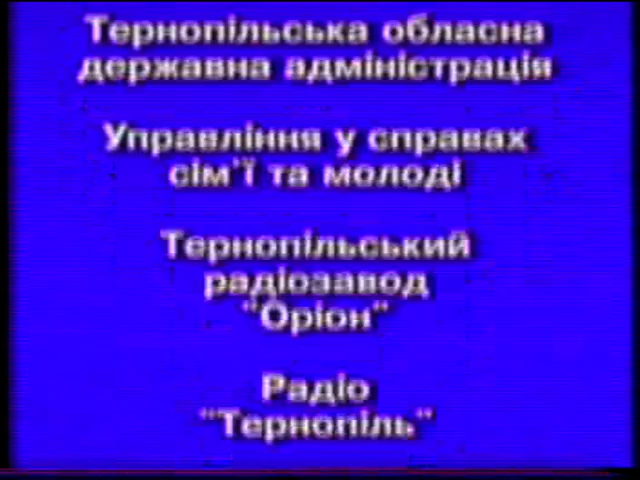 Тернопільська обласна
державна адміністрація
Управління у справах
сім'ї та молоді
Тернопільський
радіозавод
"Оріон"
Радіо
"Тернопіль"